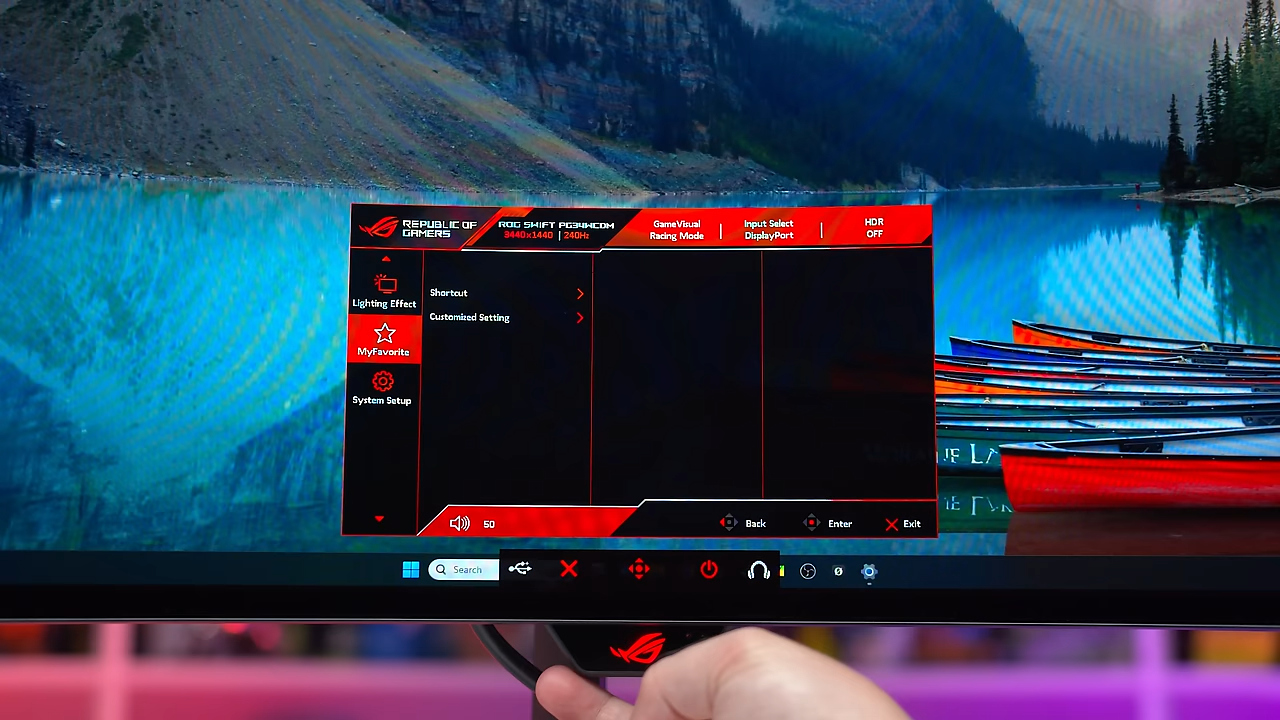 REPUBLIC OF
GAMERS
ROG SWIFT PG34WCDM
3440x1440 | 240Hz
GameVisual
Racing Mode
Input Select
DisplayPort
HDR
OFF
Lighting Effect
MyFavorite
System Setup
Shortcut
Customized Setting
50
Back
Enter
Exit
Search